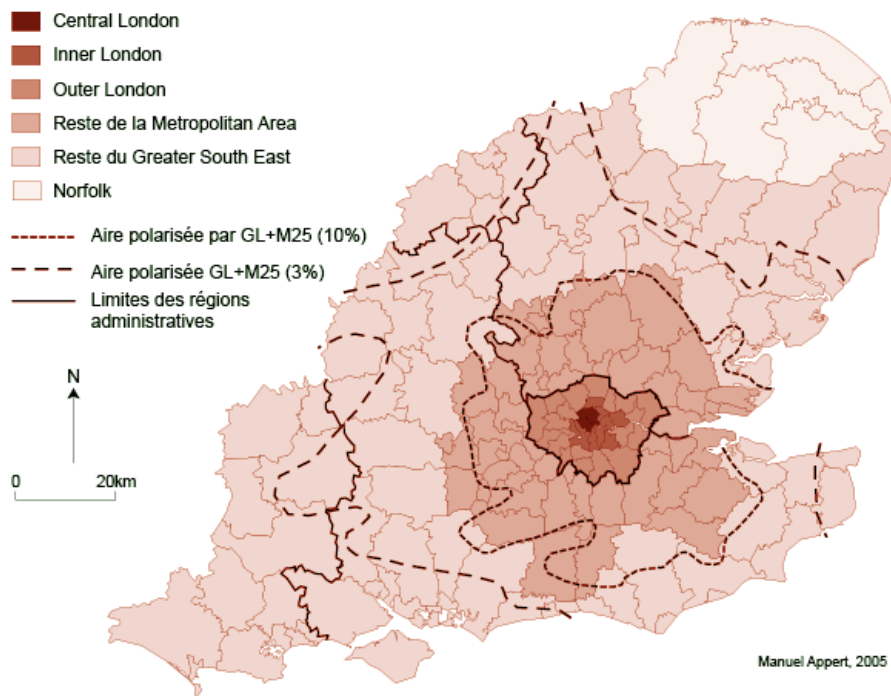 Central London
Inner London
Outer London
Reste de la Metropolitan Area
Reste du Greater South East
Norfolk
Aire polarisée par GL+M25 (10%)
Aire polarisée GL+M25 (3%)
Limites des régions
administratives
N
0 20km
Manuel Appert, 2005